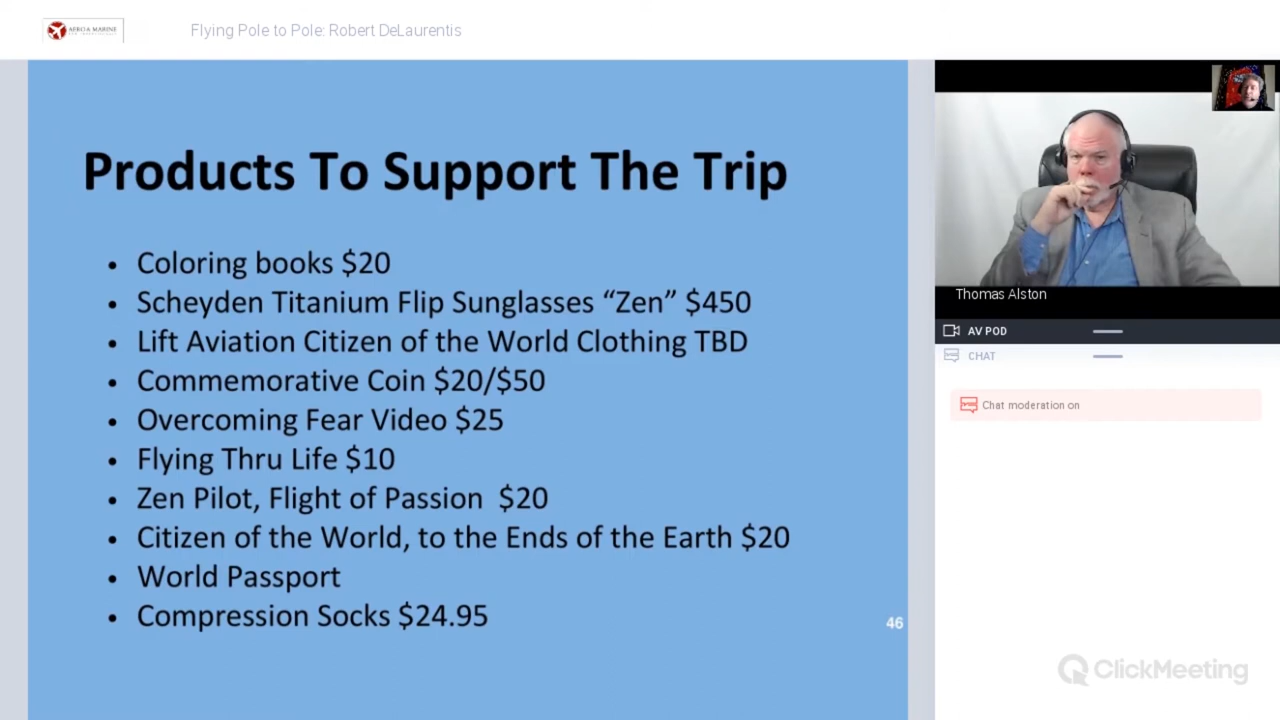 AERO & MARINE
Flying Pole to Pole: Robert DeLaurentis
Products To Support The Trip
• Coloring books $20
• Scheyden Titanium Flip Sunglasses “Zen” $450
• Lift Aviation Citizen of the World Clothing TBD
• Commemorative Coin $20/$50
• Overcoming Fear Video $25
• Flying Thru Life $10
• Zen Pilot, Flight of Passion $20
• Citizen of the World, to the Ends of the Earth $20
• World Passport
• Compression Socks $24.95
46
Thomas Alston
AV POD
CHAT
Chat moderation on
ClickMeeting